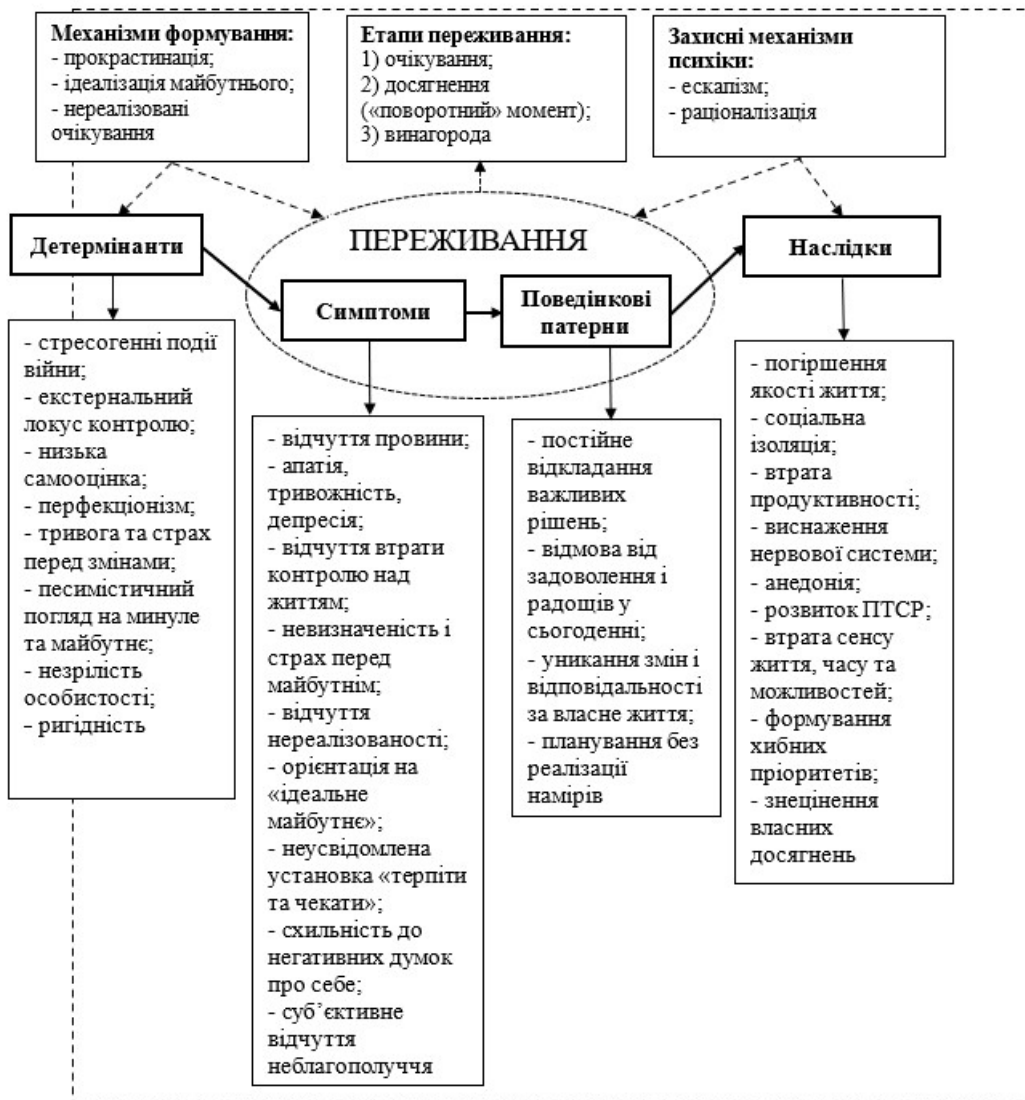 Механізми формування:
- прокрастинація;
- ідеалізація майбутнього;
- нереалізовані
очікування
Етапи переживання:
1) очікування;
2) досягнення
(«поворотний» момент);
3) винагорода
Захисні механізми
психіки:
- ескапізм;
- раціоналізація
ПЕРЕЖИВАННЯ
Детермінанти
Симптоми
Поведінкові
патерни
Наслідки
- стресогенні події
війни;
- екстернальний
локус контролю;
- низька
самооцінка;
- перфекціонізм;
- тривога та страх
перед змінами;
- песимістичний
погляд на минуле
та майбутнє;
- незрілість
особистості;
- ригідність
- відчуття провини;
- апатія,
тривожність,
депресія;
- відчуття втрати
контролю над
життям;
- невизначеність і
страх перед
майбутнім;
- відчуття
нереалізованості;
- орієнтація на
«ідеальне
майбутнє»;
- неусвідомлена
установка «терпіти
та чекати»;
- схильність до
негативних думок
про себе;
- суб’єктивне
відчуття
неблагополуччя
- постійне
відкладання
важливих
рішень;
- відмова від
задоволення і
радощів у
сьогоденні;
- уникання змін і
відповідальності
за власне життя;
- планування без
реалізації
намірів
- погіршення
якості життя;
- соціальна
ізоляція;
- втрата
продуктивності;
- виснаження
нервової системи;
- анедонія;
- розвиток ПТСР;
- втрата сенсу
життя, часу та
можливостей;
- формування
хибних
пріоритетів;
- знецінення
власних
досягнень